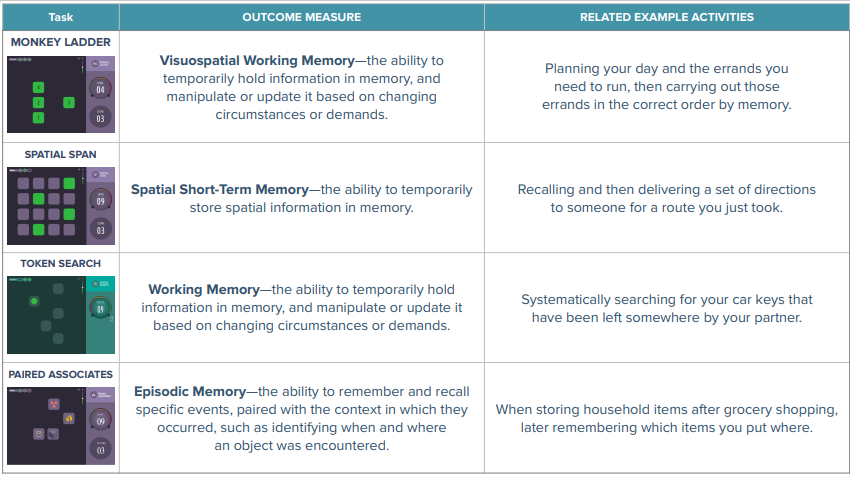 Task
OUTCOME MEASURE
RELATED EXAMPLE ACTIVITIES
MONKEY LADDER
04
03
Visuospatial Working Memory—the ability to
temporarily hold information in memory, and
manipulate or update it based on changing
circumstances or demands.
Planning your day and the errands you
need to run, then carrying out those
errands in the correct order by memory.
SPATIAL SPAN
09
03
Spatial Short-Term Memory—the ability to temporarily
store spatial information in memory.
Recalling and then delivering a set of directions
to someone for a route you just took.
TOKEN SEARCH
09
Working Memory—the ability to temporarily hold
information in memory, and manipulate or update it
based on changing circumstances or demands.
Systematically searching for your car keys that
have been left somewhere by your partner.
PAIRED ASSOCIATES
09
03
Episodic Memory—the ability to remember and recall
specific events, paired with the context in which they
occurred, such as identifying when and where
an object was encountered.
When storing household items after grocery shopping,
later remembering which items you put where.